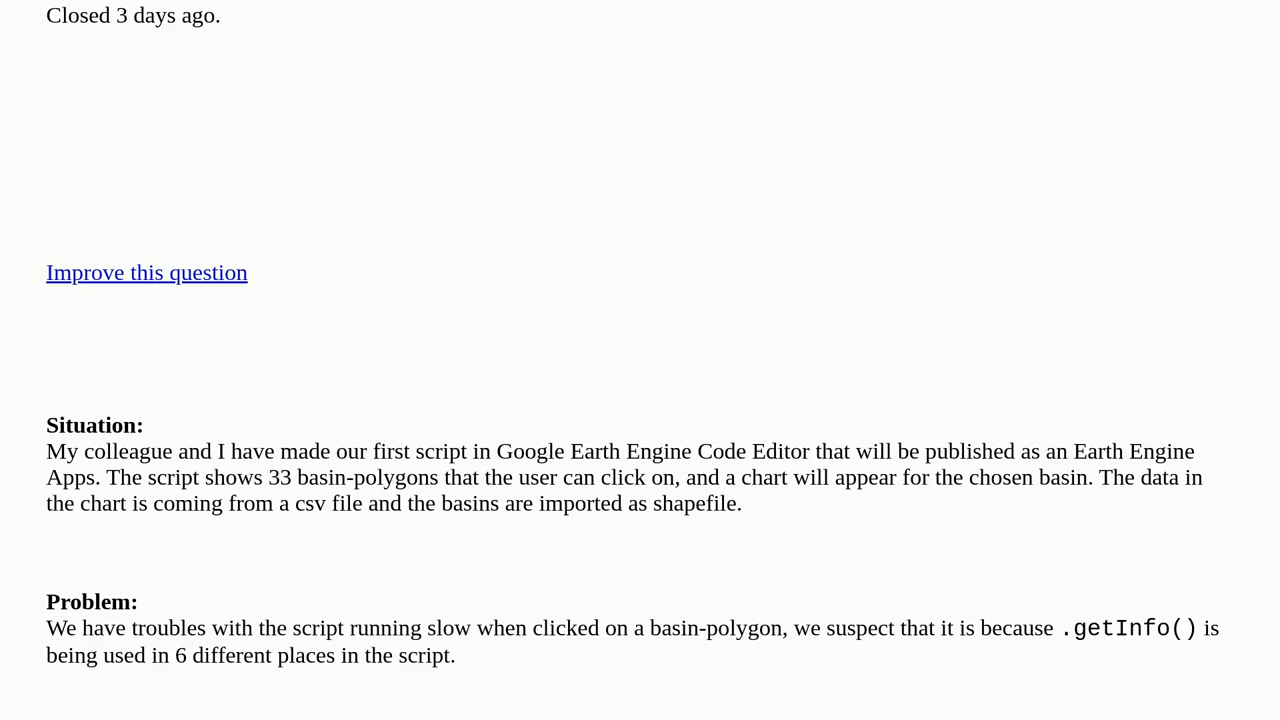 Closed 3 days ago.
Improve this question
Situation:
My colleague and I have made our first script in Google Earth Engine Code Editor that will be published as an Earth Engine
Apps. The script shows 33 basin-polygons that the user can click on, and a chart will appear for the chosen basin. The data in
the chart is coming from a csv file and the basins are imported as shapefile.
Problem:
We have troubles with the script running slow when clicked on a basin-polygon, we suspect that it is because .getInfo() is
being used in 6 different places in the script.